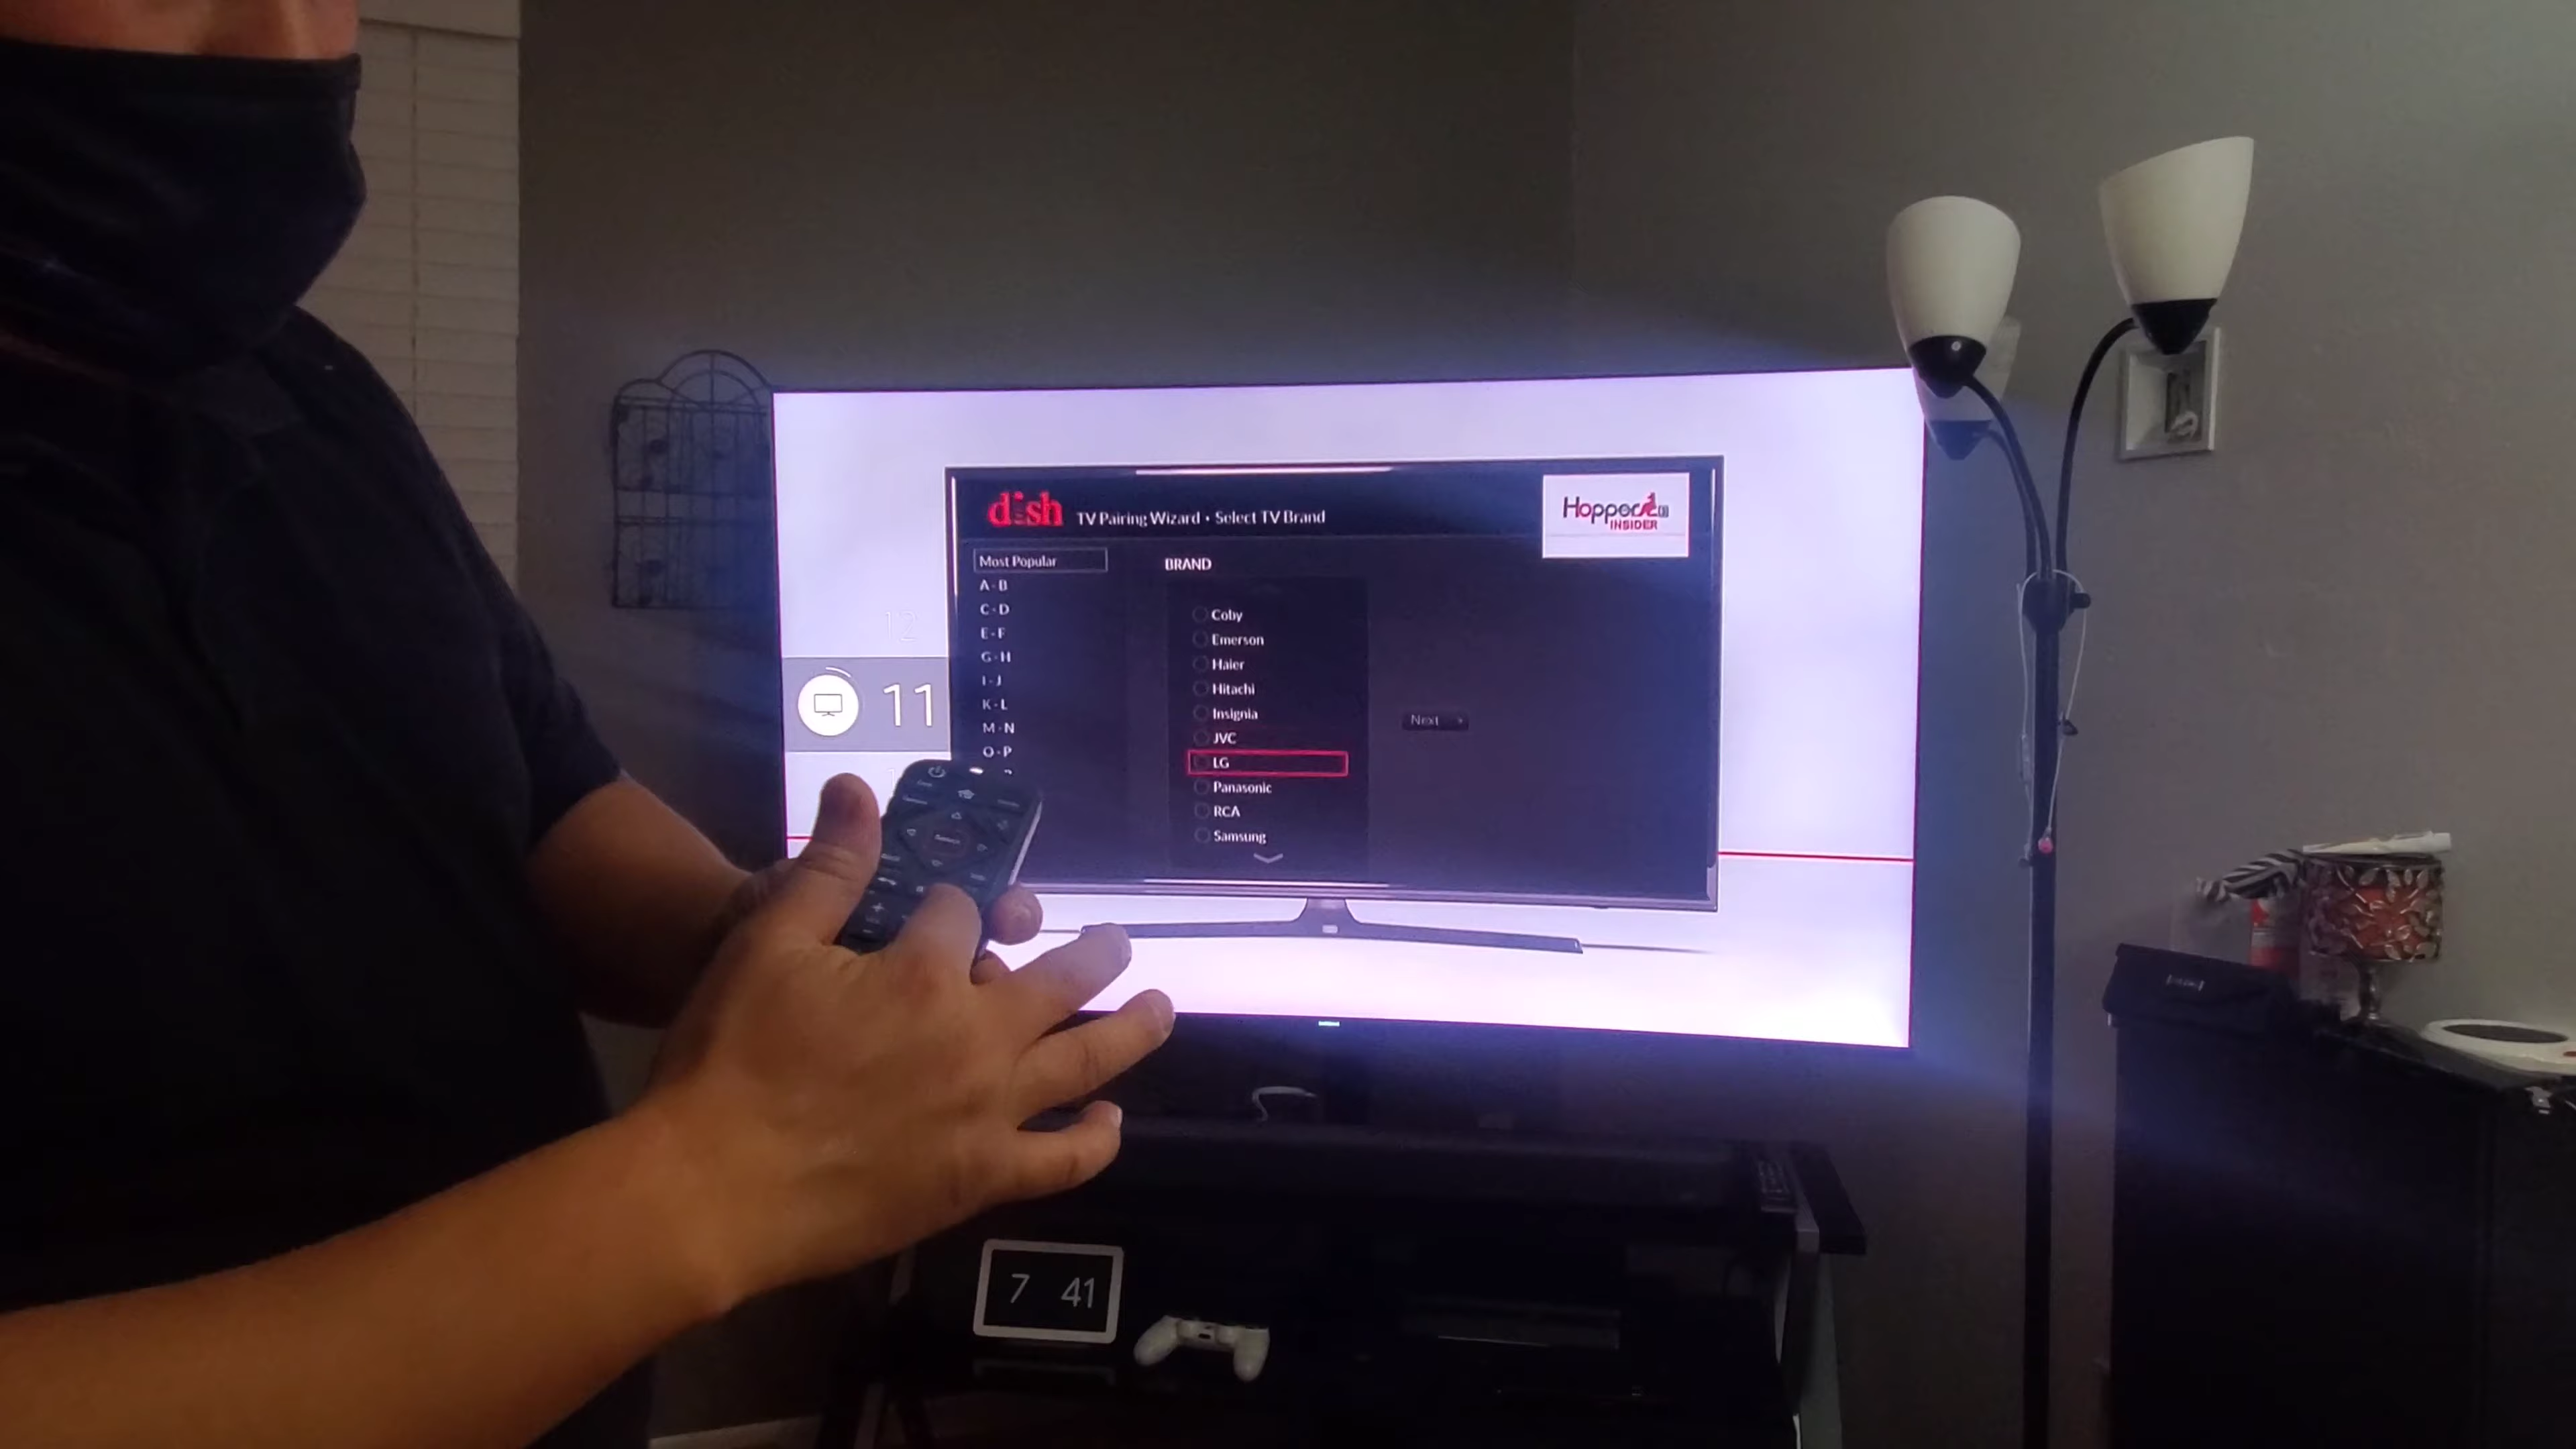 dish
TV Pairing Wizard • Select TV Brand
Hopper
INSIDER
Most Popular
A - B
C - D
E - F
G - H
I - J
K - L
M - N
O - P
BRAND
Coby
Emerson
Haier
Hitachi
Insignia
JVC
LG
Panasonic
RCA
Samsung
Next
12
11
7 41